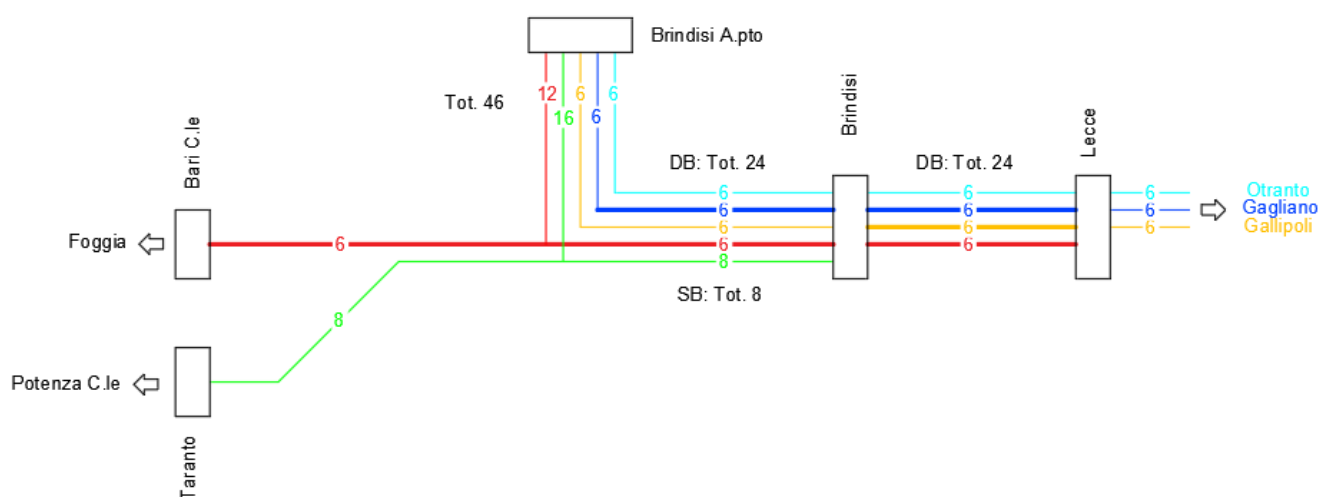 Brindisi A.pto
Tot. 46
12
16
6
6
6
Bari C.le
Brindisi
Lecce
DB: Tot. 24
DB: Tot. 24
6
6
6
Otranto
6
6
6
Gagliano
6
6
6
Gallipoli
Foggia
6
6
6
8
SB: Tot. 8
8
Potenza C.le
Taranto